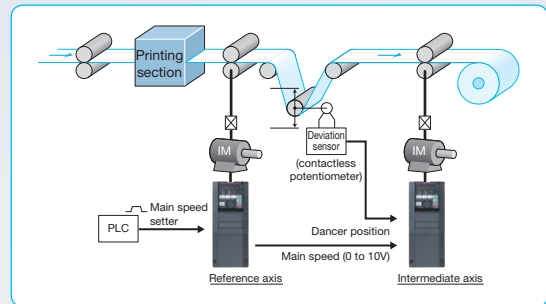 Printing
section
Deviation
sensor
(contactless
potentiometer)
IM
IM
Main speed
setter
PLC
Dancer position
Main speed (0 to 10V)
Reference axis
Intermediate axis